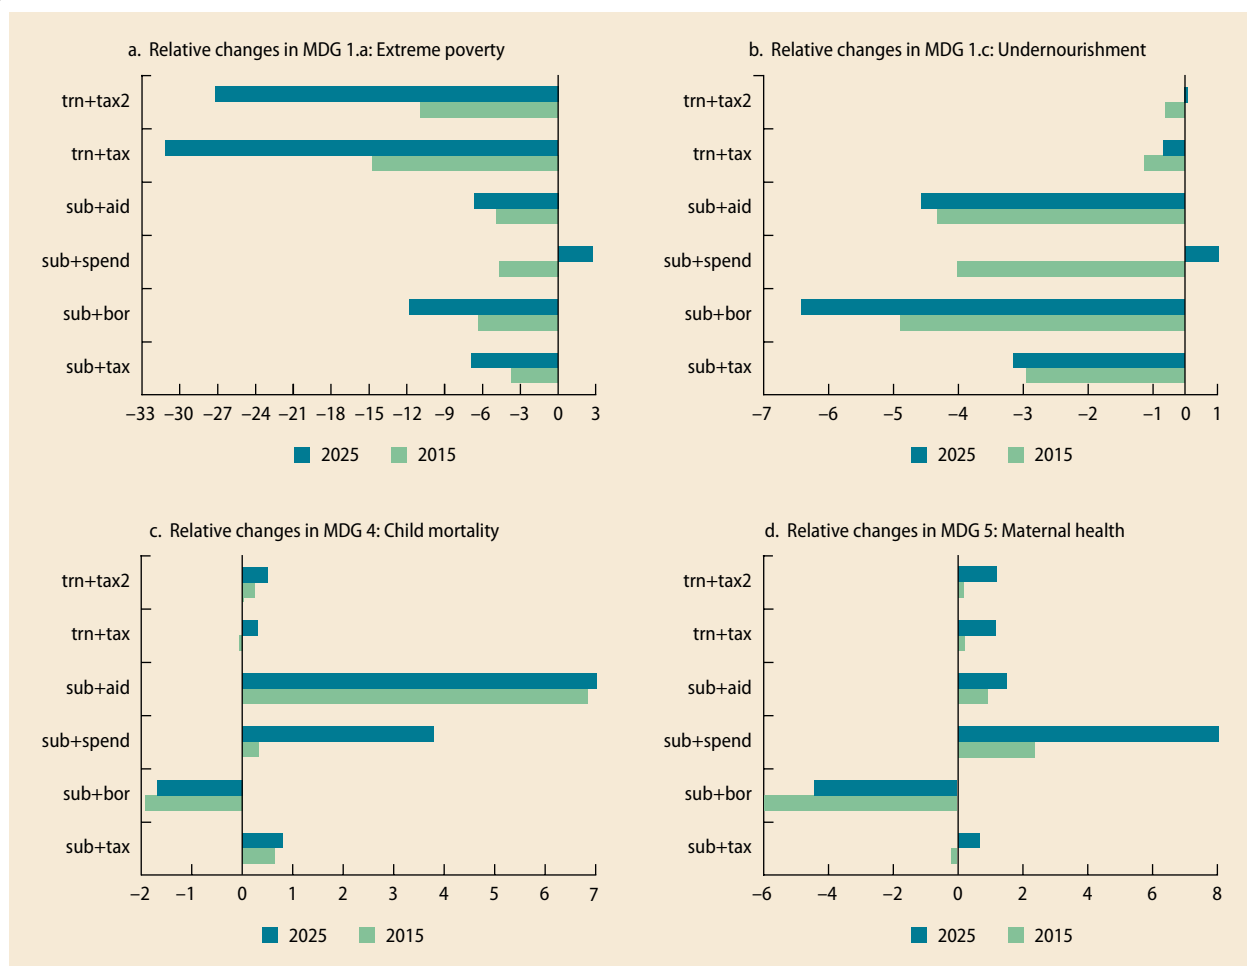 a. Relative changes in MDG 1.a: Extreme poverty
trn+tax2
trn+tax
sub+aid
sub+spend
sub+bor
sub+tax
−33 −30 −27 −24 −21 −18 −15 −12 −9 −6 −3 0 3
2025 2015
b. Relative changes in MDG 1.c: Undernourishment
trn+tax2
trn+tax
sub+aid
sub+spend
sub+bor
sub+tax
−7 −6 −5 −4 −3 −2 −1 0 1
2025 2015
c. Relative changes in MDG 4: Child mortality
trn+tax2
trn+tax
sub+aid
sub+spend
sub+bor
sub+tax
−2 −1 0 1 2 3 4 5 6 7
2025 2015
d. Relative changes in MDG 5: Maternal health
trn+tax2
trn+tax
sub+aid
sub+spend
sub+bor
sub+tax
−6 −4 −2 0 2 4 6 8
2025 2015